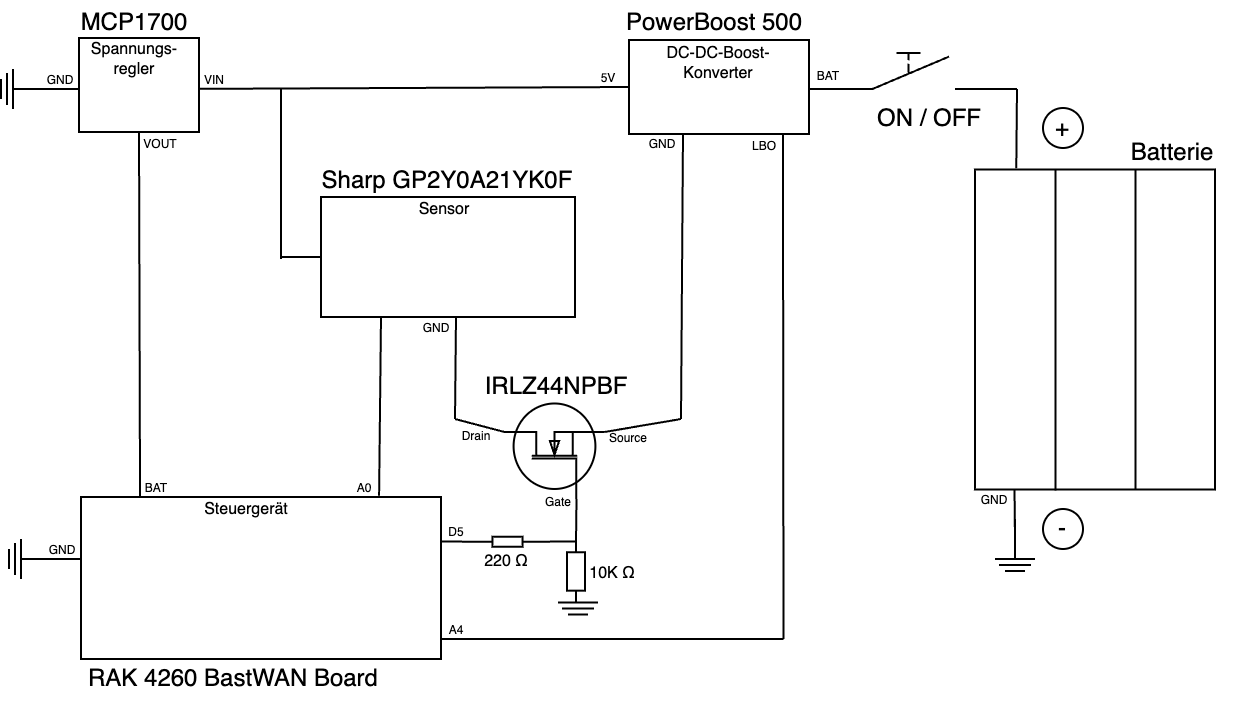 MCP1700
PowerBoost 500
Spannungs-
regler
DC-DC-Boost-
Konverter
GND
VIN
5V
BAT
ON / OFF
+
VOUT
GND
LBO
Batterie
Sharp GP2Y0A21YK0F
Sensor
GND
IRLZ44NPBF
Drain
Source
BAT
A0
Gate
GND
-
Steuergerät
D5
220 Ω
GND
10K Ω
A4
RAK 4260 BastWAN Board